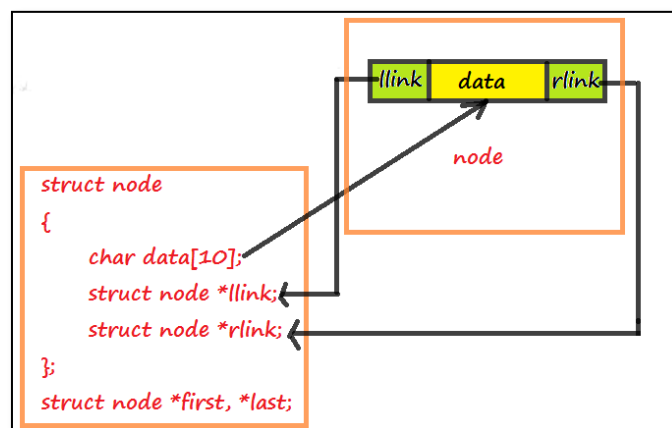 llink data rlink
node
struct node
{
char data[10];
struct node *llink;
struct node *rlink;
};
struct node *first, *last;